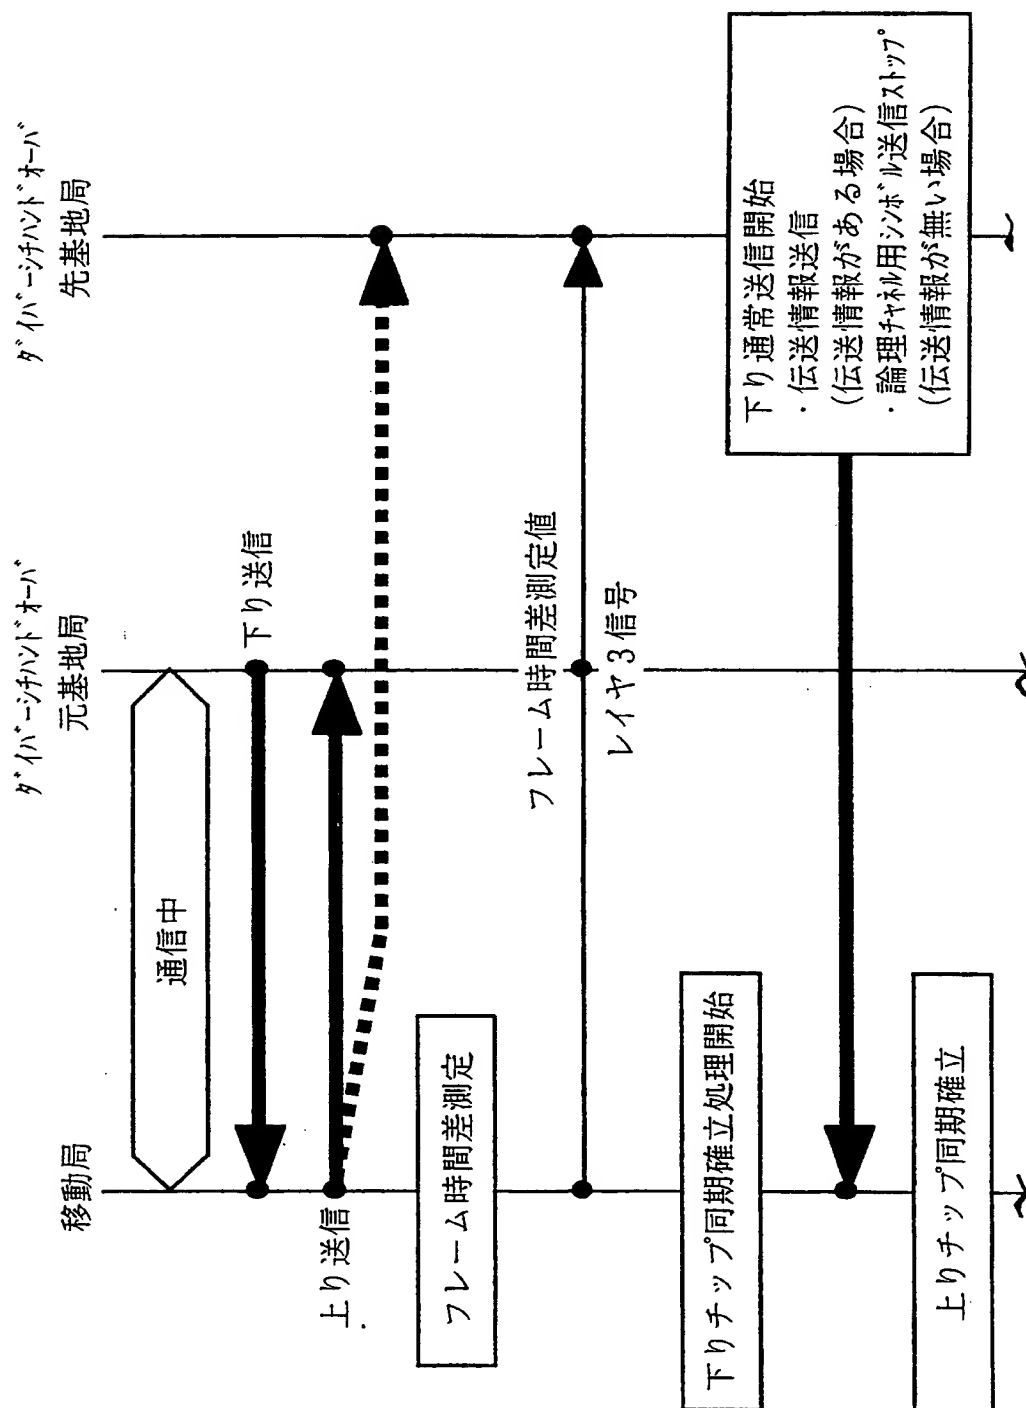 移動局
ダイバーシチハンドオーバ
元基地局
ダイバーシチハンドオーバ
先基地局
通信中
下り送信
上り送信
フレーム時間差測定
フレーム時間差測定値
レイヤ3信号
下りチップ同期確立処理開始
下り通常送信開始
・伝送情報送信
(伝送情報がある場合)
・論理チャネル用シンボル送信ストップ
(伝送情報が無い場合)
上りチップ同期確立